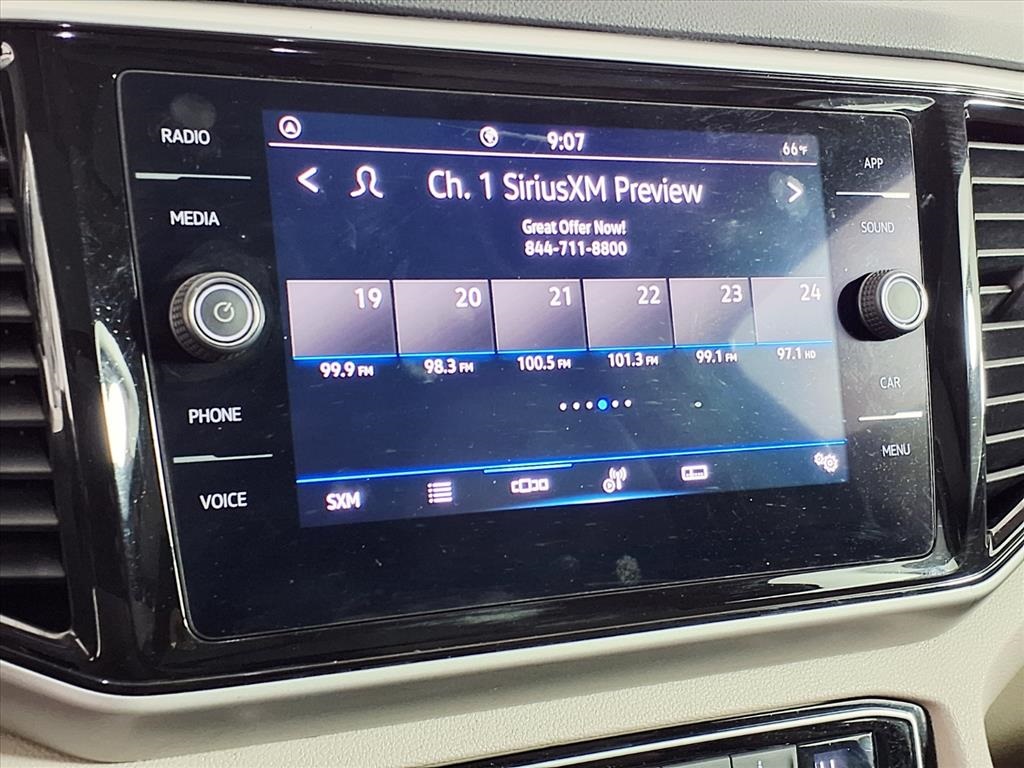 RADIO
MEDIA
PHONE
VOICE
9:07
66°F
Ch. 1 SiriusXM Preview
Great Offer Now!
844-711-8800
19 20 21 22 23 24
99.9 FM 98.3 FM 100.5 FM 101.3 FM 99.1 FM 97.1 HD
SXM
APP
SOUND
CAR
MENU